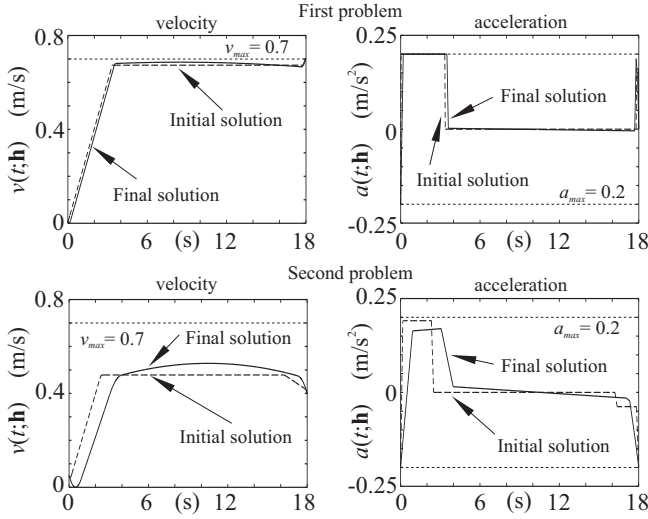 First problem
velocity
acceleration
v(t;h) (m/s)
0.8
0.4
0
v_max = 0.7
Initial solution
Final solution
0 6 (s) 12 18
a(t;h) (m/s²)
0.25
0
-0.25
Final solution
Initial solution
a_max = 0.2
0 6 (s) 12 18
Second problem
velocity
acceleration
v(t;h) (m/s)
0.8
0.4
0
v_max = 0.7
Final solution
Initial solution
0 6 (s) 12 18
a(t;h) (m/s²)
0.25
0
-0.25
a_max = 0.2
Final solution
Initial solution
0 6 (s) 12 18